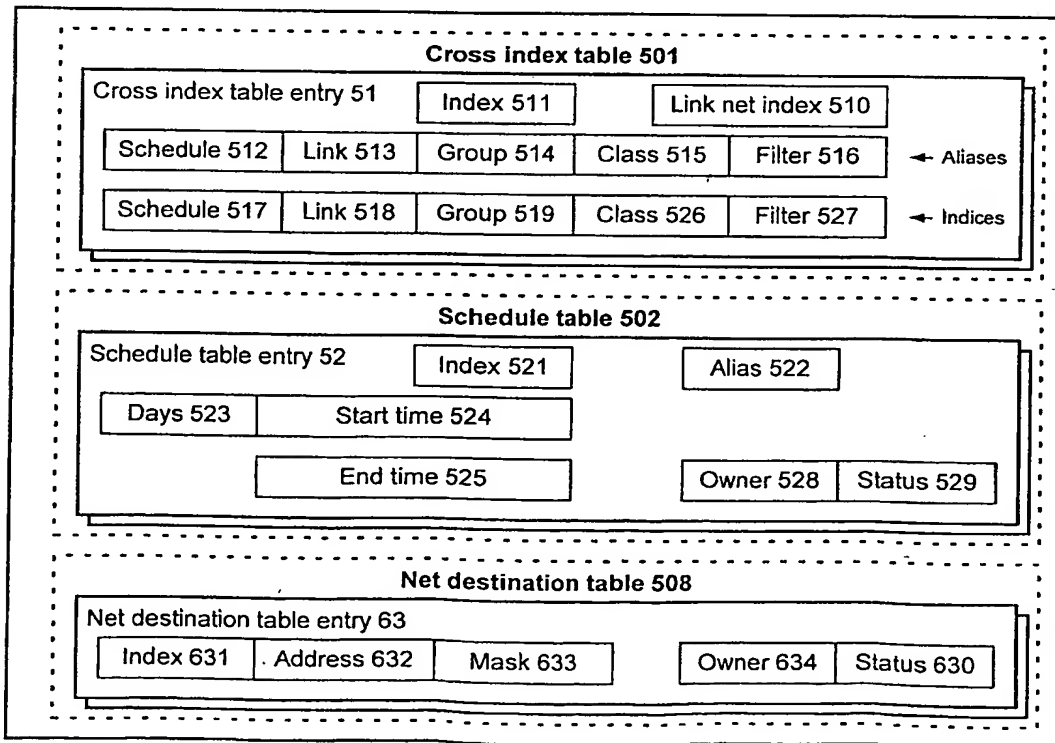 Cross index table 501
Cross index table entry 51 Index 511 Link net index 510
Schedule 512 Link 513 Group 514 Class 515 Filter 516 ← Aliases
Schedule 517 Link 518 Group 519 Class 526 Filter 527 ← Indices
Schedule table 502
Schedule table entry 52 Index 521 Alias 522
Days 523 Start time 524
End time 525 Owner 528 Status 529
Net destination table 508
Net destination table entry 63
Index 631 Address 632 Mask 633 Owner 634 Status 630